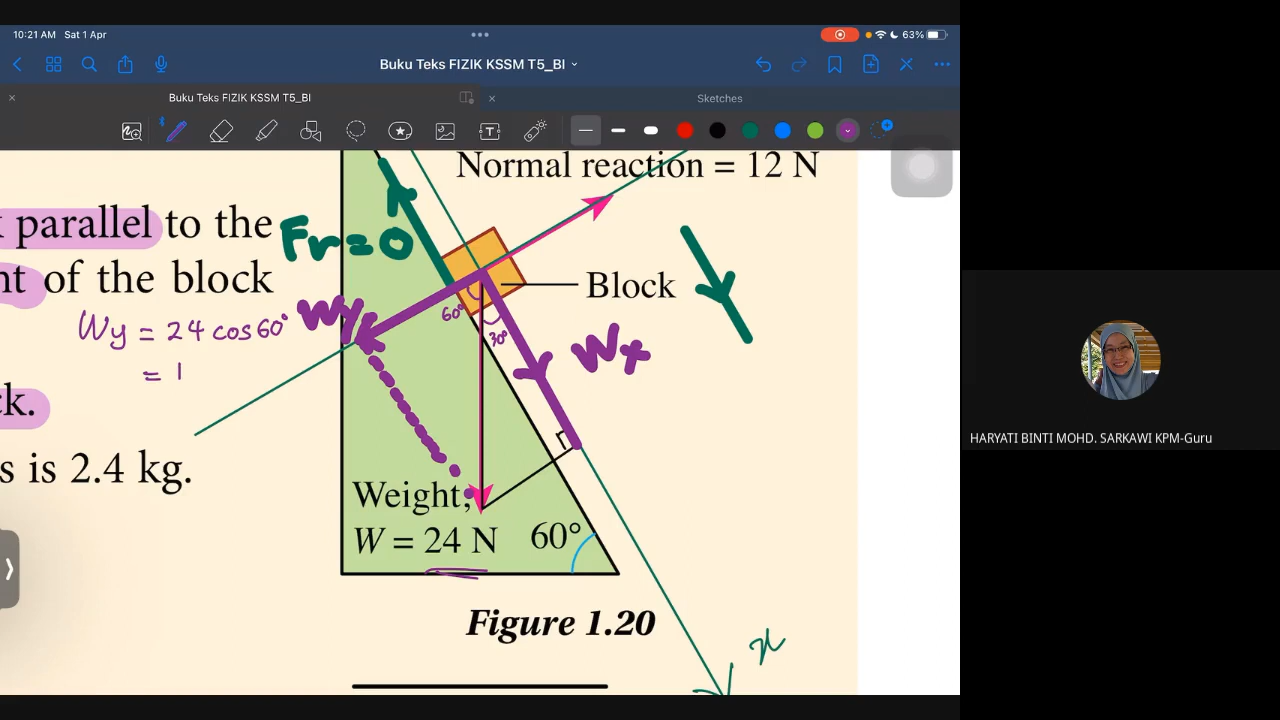 10:21 AM Sat 1 Apr
63%
Buku Teks FIZIK KSSM T5_BI
Buku Teks FIZIK KSSM T5_BI
Sketches
Normal reaction = 12 N
parallel to the
Fr = 0
of the block
Block
Wy = 24 cos 60°
Wy
60°
30°
Wx
= 1
ck.
s is 2.4 kg.
Weight,
W = 24 N
60°
Figure 1.20
x
HARYATI BINTI MOHD. SARKAWI KPM-Guru